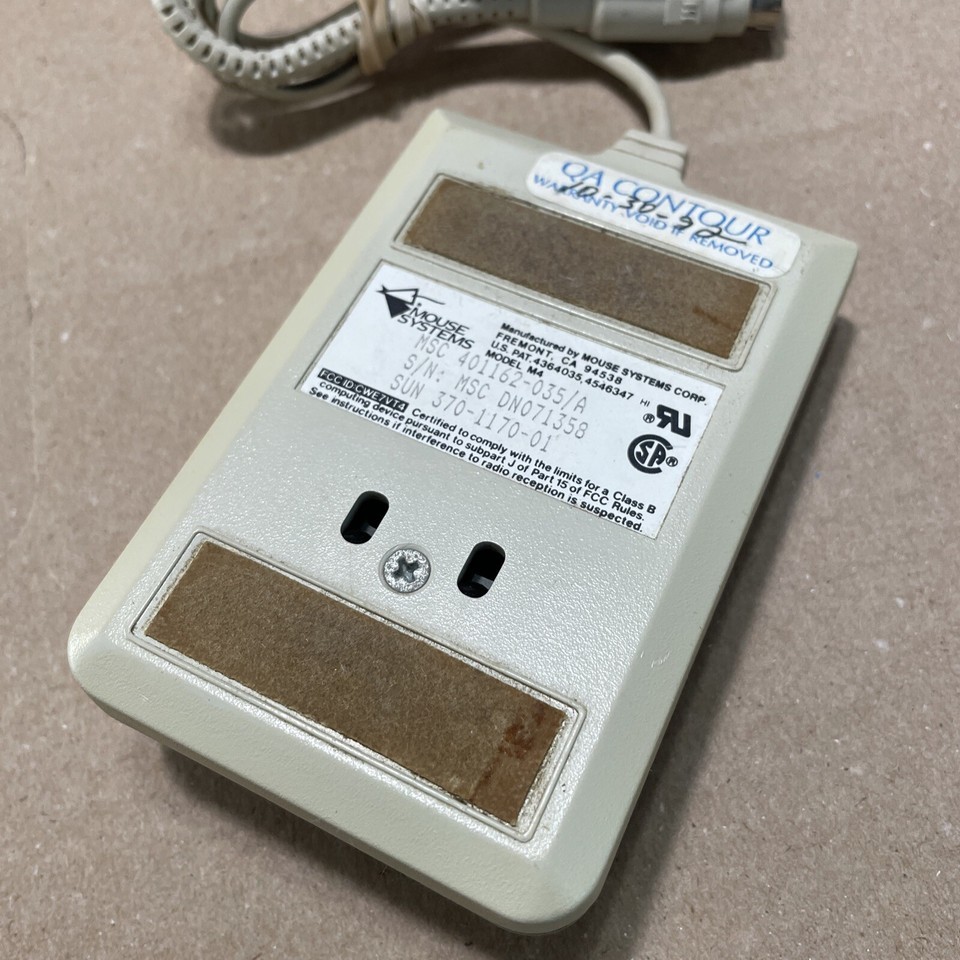 QA CONTOUR
10-30-92
WARRANTY VOID IF REMOVED
MOUSE
SYSTEMS
Manufactured by MOUSE SYSTEMS CORP.
FREMONT, CA 94538
U.S. PAT. 4364035,4546347 HI
MODEL M4
MSC 401162-035/A
S/N: MSC DN071358
SUN 370-1170-01
FCC ID CWE7VT4 Certified to comply with the limits for a Class B
computing device pursuant to subpart J of Part 15 of FCC Rules.
See instructions if interference to radio reception is suspected.